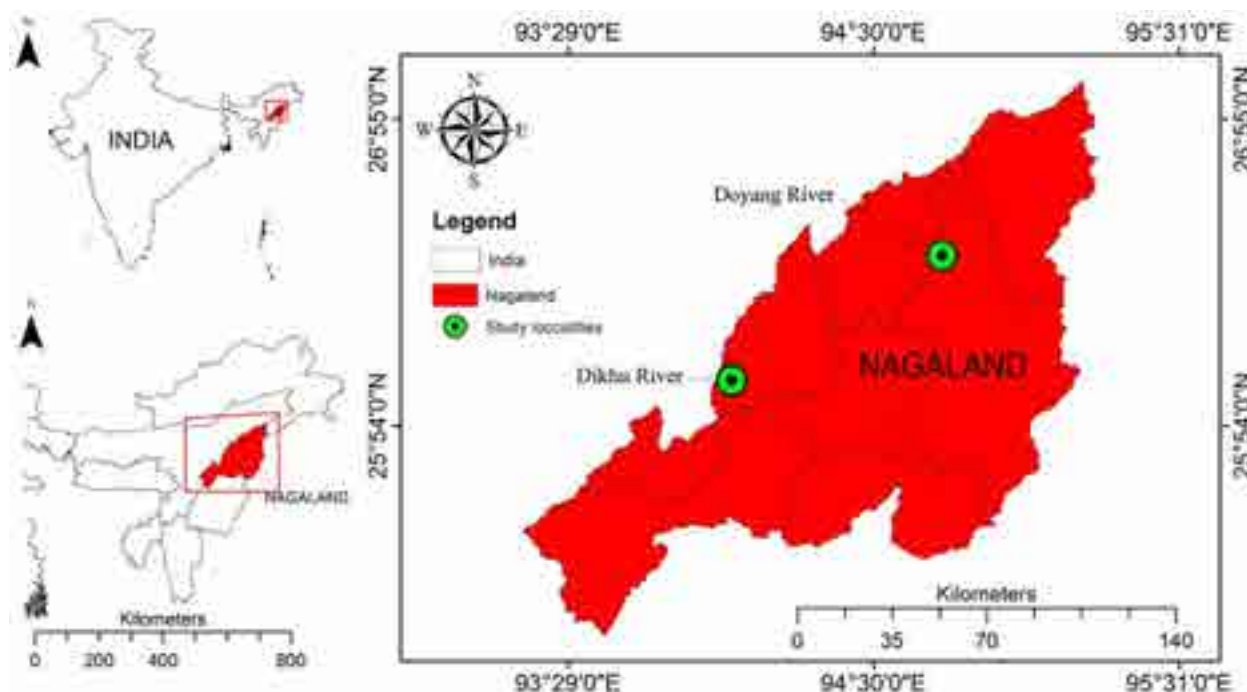 INDIA
NAGALAND
Kilometers
0 200 400 800
93°29'0"E 94°30'0"E 95°31'0"E
26°55'0"N
25°54'0"N
N
W E
S
Legend
India
Nagaland
Study localities
Doyang River
Dikhu River
NAGALAND
Kilometers
0 35 70 140
26°55'0"N
25°54'0"N
93°29'0"E 94°30'0"E 95°31'0"E